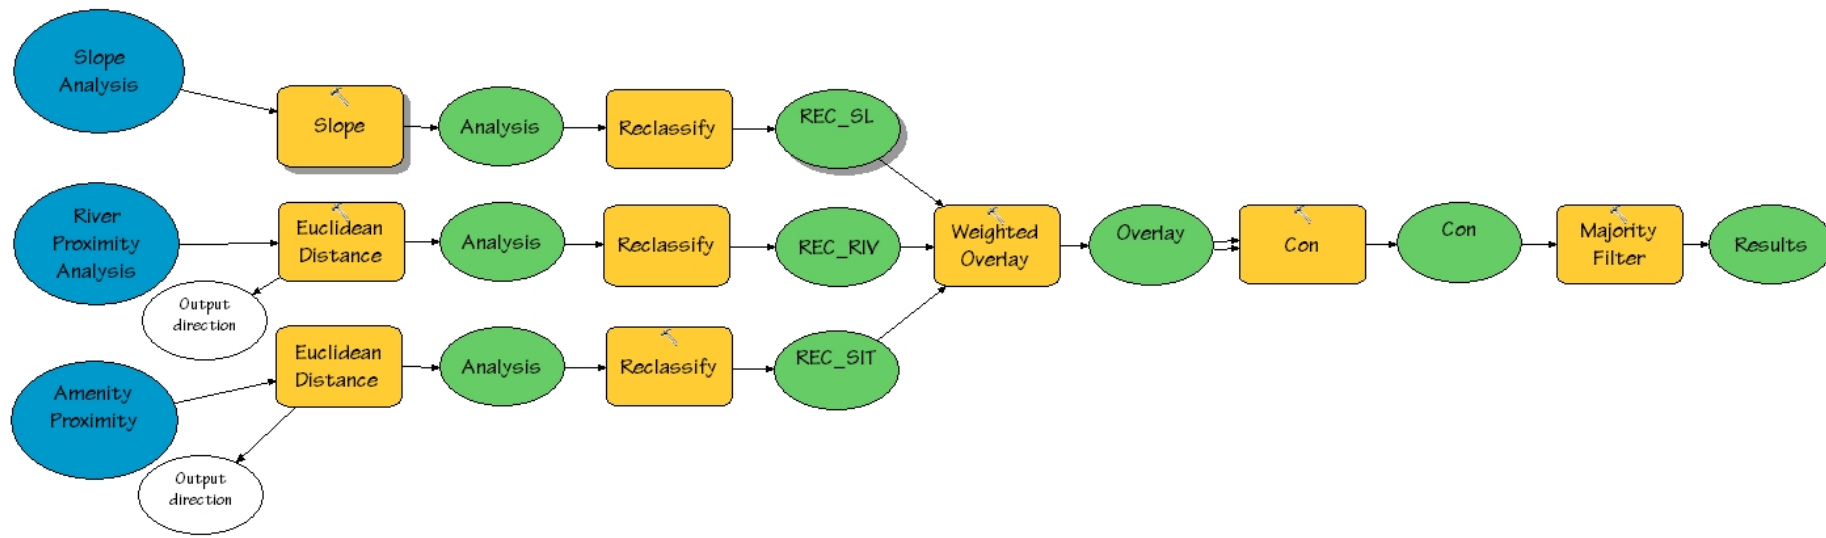 Slope
Analysis
Slope
Analysis
Reclassify
REC_SL
River
Proximity
Analysis
Euclidean
Distance
Analysis
Reclassify
REC_RIV
Weighted
Overlay
Overlay
Con
Con
Majority
Filter
Results
Output
direction
Amenity
Proximity
Euclidean
Distance
Analysis
Reclassify
REC_SIT
Output
direction